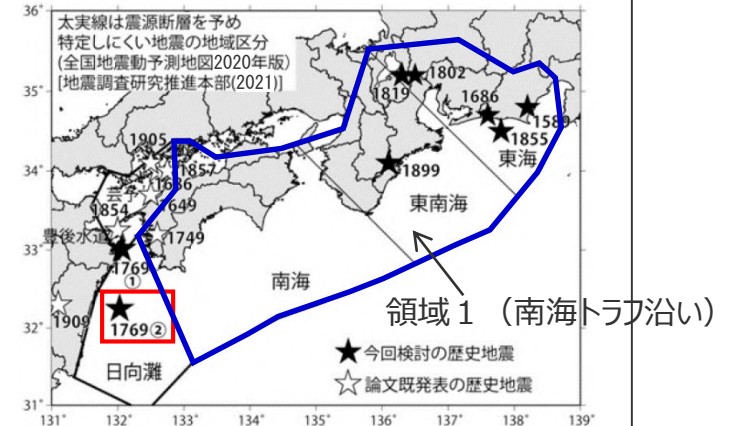 36°
太実線は震源断層を予め
特定しにくい地震の地域区分
(全国地震動予測地図2020年版)
[地震調査研究推進本部(2021)]
35°
34°
33°
32°
31°
1802
1819
1686
1589
1855
東海
1905
1857
1686
芸予
1649
1854
1899
東南海
豊後水道
1749
1769
①
南海
領域1（南海トラフ沿い）
1909
1769②
日向灘
★今回検討の歴史地震
☆論文既発表の歴史地震
131°
132°
133°
134°
135°
136°
137°
138°
139°